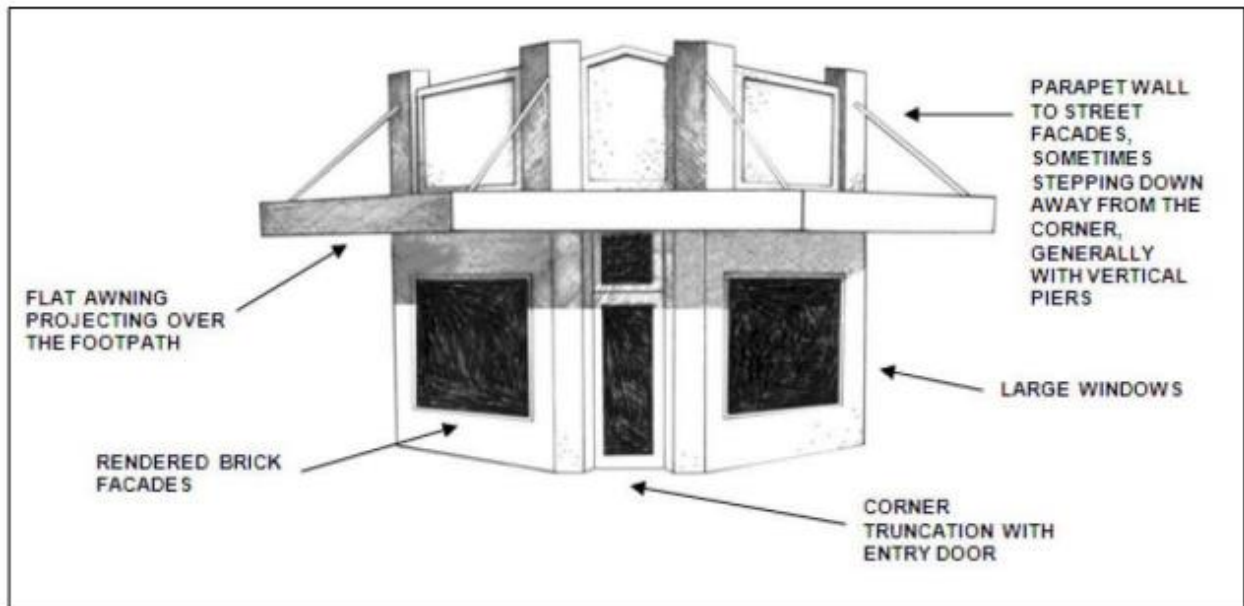 PARAPET WALL
TO STREET
FACADES,
SOMETIMES
STEPPING DOWN
AWAY FROM THE
CORNER,
GENERALLY
WITH VERTICAL
PIERS
FLAT AWNING
PROJECTING OVER
THE FOOTPATH
LARGE WINDOWS
RENDERED BRICK
FACADES
CORNER
TRUNCATION WITH
ENTRY DOOR